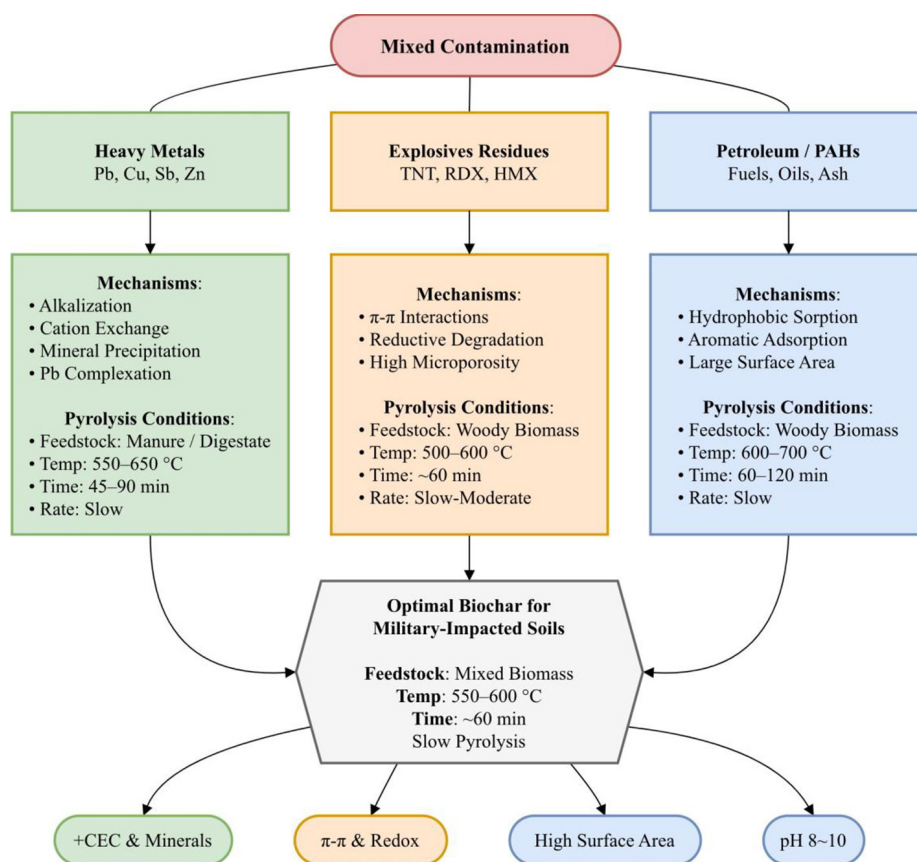 Mixed Contamination
Heavy Metals
Pb, Cu, Sb, Zn
Explosives Residues
TNT, RDX, HMX
Petroleum / PAHs
Fuels, Oils, Ash
Mechanisms:
• Alkalization
• Cation Exchange
• Mineral Precipitation
• Pb Complexation
Pyrolysis Conditions:
• Feedstock: Manure / Digestate
• Temp: 550–650 °C
• Time: 45–90 min
• Rate: Slow
Mechanisms:
• π-π Interactions
• Reductive Degradation
• High Microporosity
Pyrolysis Conditions:
• Feedstock: Woody Biomass
• Temp: 500–600 °C
• Time: ~60 min
• Rate: Slow-Moderate
Mechanisms:
• Hydrophobic Sorption
• Aromatic Adsorption
• Large Surface Area
Pyrolysis Conditions:
• Feedstock: Woody Biomass
• Temp: 600–700 °C
• Time: 60–120 min
• Rate: Slow
Optimal Biochar for
Military-Impacted Soils
Feedstock: Mixed Biomass
Temp: 550–600 °C
Time: ~60 min
Slow Pyrolysis
+CEC & Minerals
π-π & Redox
High Surface Area
pH 8~10